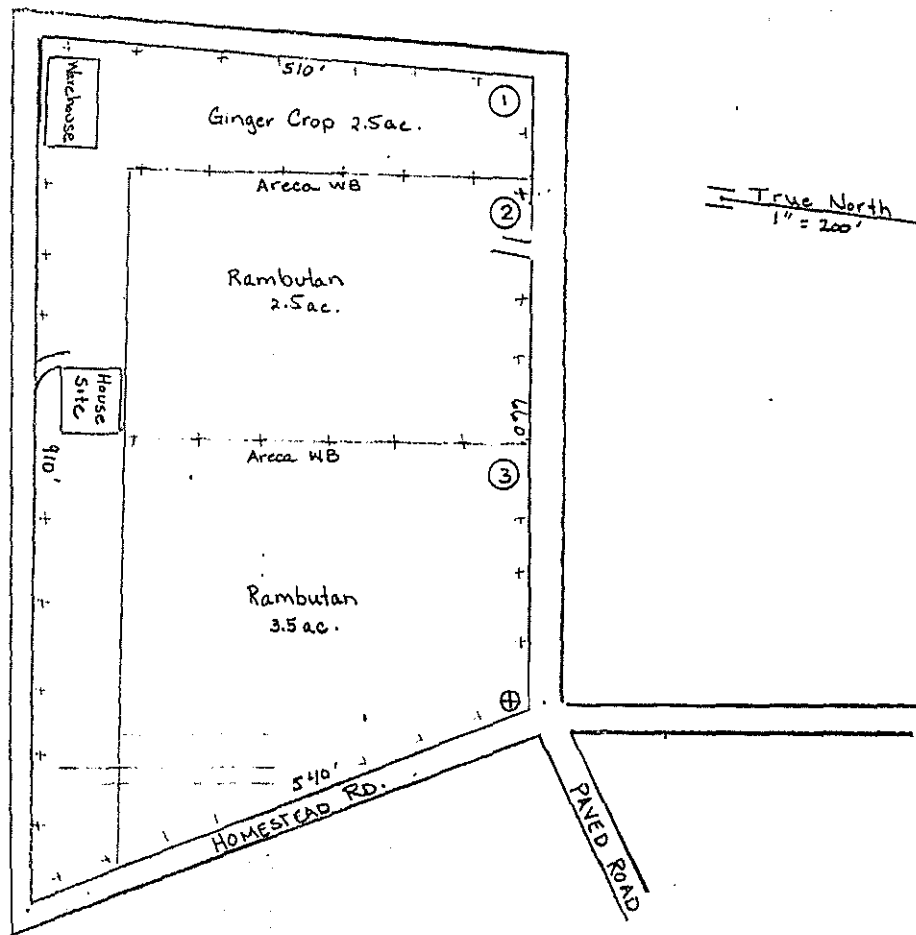 510'
Warehouse
①
Ginger Crop 2.5ac.
Areca WB
②
True North
1" = 200'
Rambutan
2.5ac.
House
Site
660'
910'
Areca WB
③
Rambutan
3.5 ac.
540'
HOMESTEAD RD.
PAVED ROAD